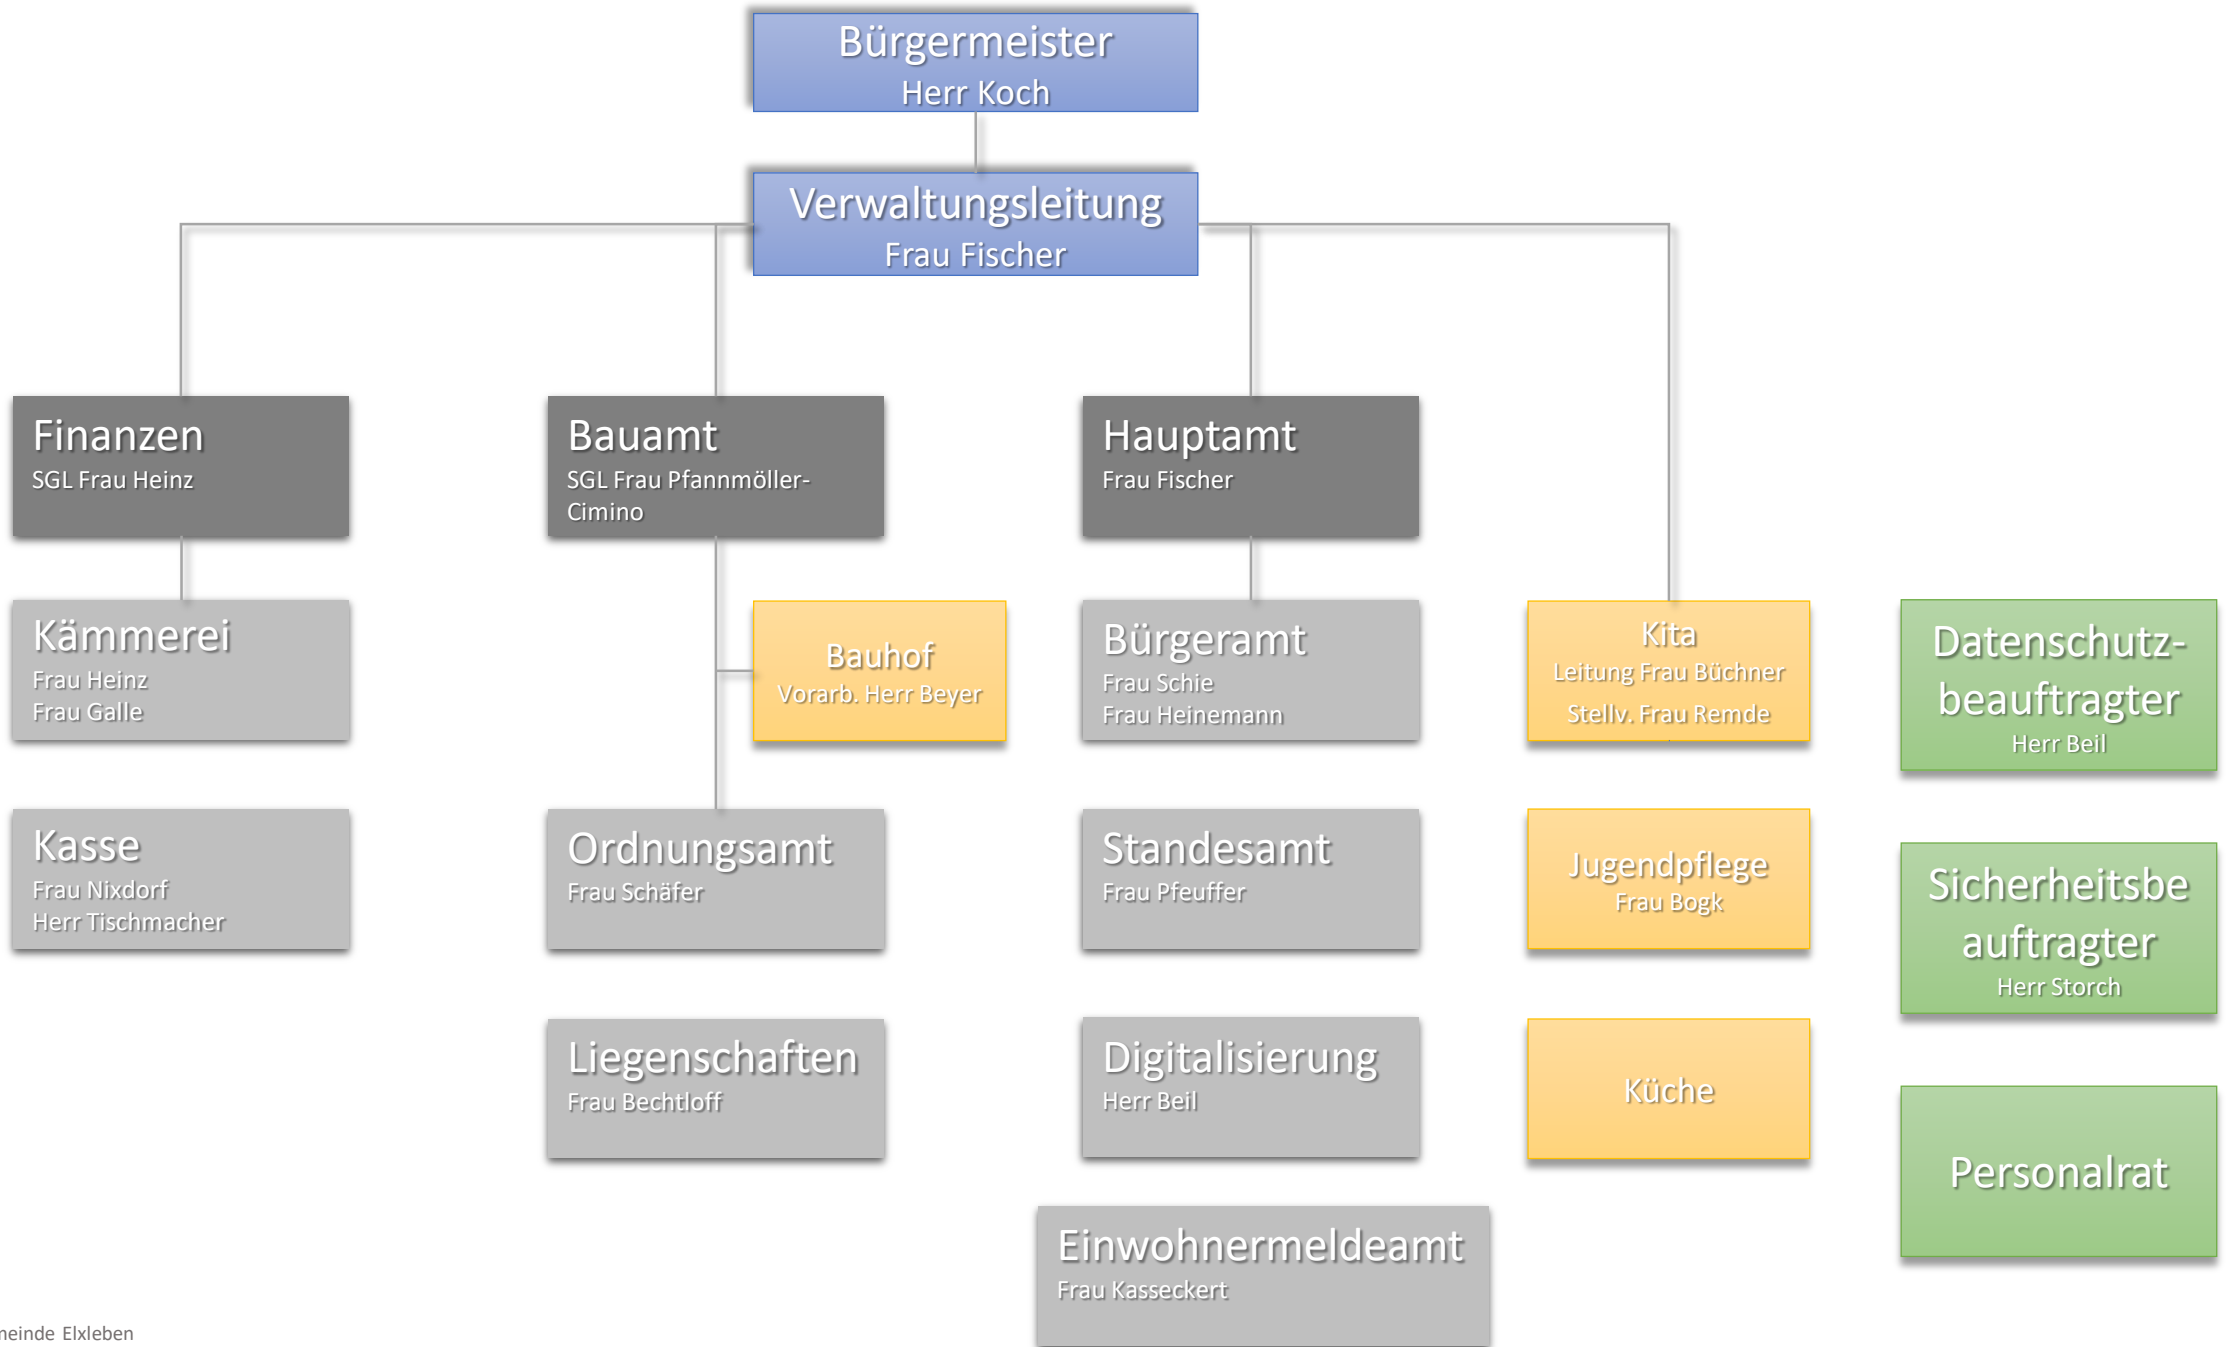 Bürgermeister
Herr Koch
Verwaltungsleitung
Frau Fischer
Finanzen
SGL Frau Heinz
Bauamt
SGL Frau Pfannmöller-
Cimino
Hauptamt
Frau Fischer
Kämmerei
Frau Heinz
Frau Galle
Bauhof
Vorarb. Herr Beyer
Bürgeramt
Frau Schie
Frau Heinemann
Kita
Leitung Frau Büchner
Stellv. Frau Remde
Datenschutz-
beauftragter
Herr Beil
Kasse
Frau Nixdorf
Herr Tischmacher
Ordnungsamt
Frau Schäfer
Standesamt
Frau Pfeuffer
Jugendpflege
Frau Bogk
Sicherheitsbe
auftragter
Herr Storch
Liegenschaften
Frau Bechtloff
Digitalisierung
Herr Beil
Küche
Personalrat
Einwohnermeldeamt
Frau Kasseckert
neinde Elxleben